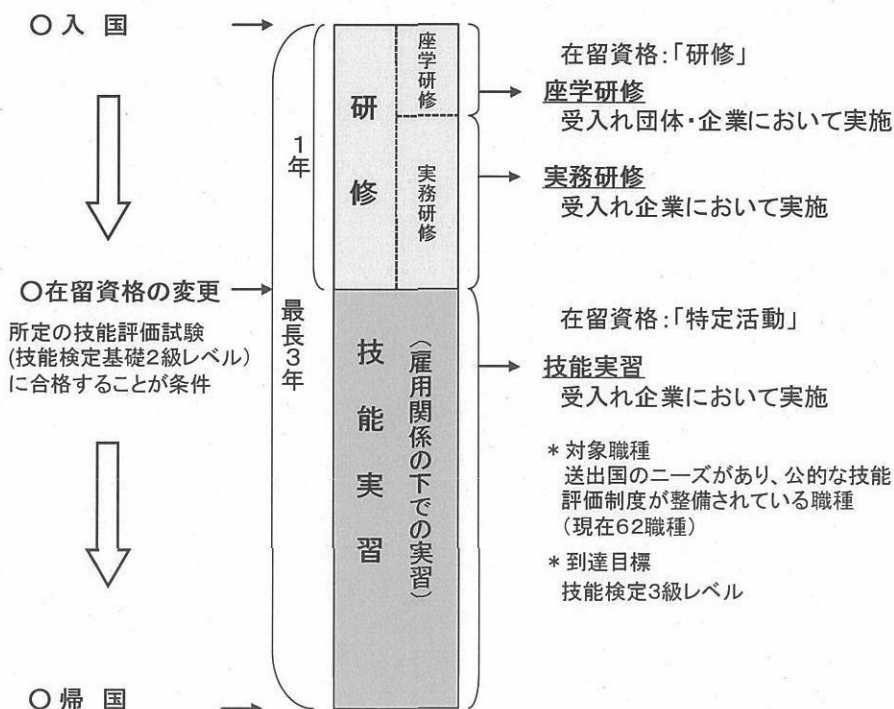 〇入 国
1年
研修
座学研修
実務研修
在留資格:「研修」
座学研修
受入れ団体・企業において実施
実務研修
受入れ企業において実施
〇在留資格の変更
所定の技能評価試験
(技能検定基礎2級レベル)
に合格することが条件
最長3年
技能実習
(雇用関係の下での実習)
在留資格:「特定活動」
技能実習
受入れ企業において実施
* 対象職種
送出国のニーズがあり、公的な技能
評価制度が整備されている職種
(現在62職種)
* 到達目標
技能検定3級レベル
〇帰 国